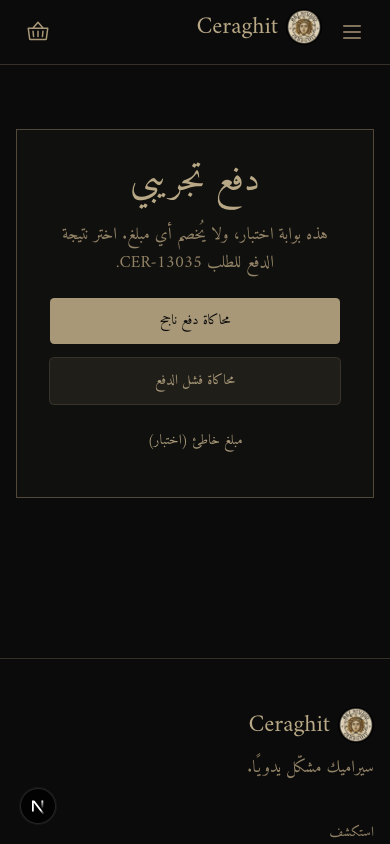 Ceraghit
دفع تجريبي
هذه بوابة اختبار، ولا يُخصم أي مبلغ. اختر نتيجة
الدفع للطلب CER-13035.
محاكاة دفع ناجح
محاكاة فشل الدفع
مبلغ خاطئ (اختبار)
Ceraghit
سيراميك مشكّل يدويًا.
N
استكشف